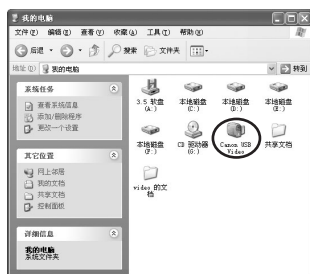 我的电脑
文件(F) 编辑(E) 查看(V) 收藏(A) 工具(T) 帮助(H)
后退 搜索 文件夹
地址(D) 我的电脑 转到
系统任务
查看系统信息
添加/删除程序
更改一个设置
其它位置
网上邻居
我的文档
共享文档
控制面板
详细信息
我的电脑
系统文件夹
3.5 软盘 (A:)
本地磁盘 (C:)
本地磁盘 (D:)
本地磁盘 (E:)
本地磁盘 (F:)
CD 驱动器 (G:)
Canon USB Video
共享文档
video 的文档